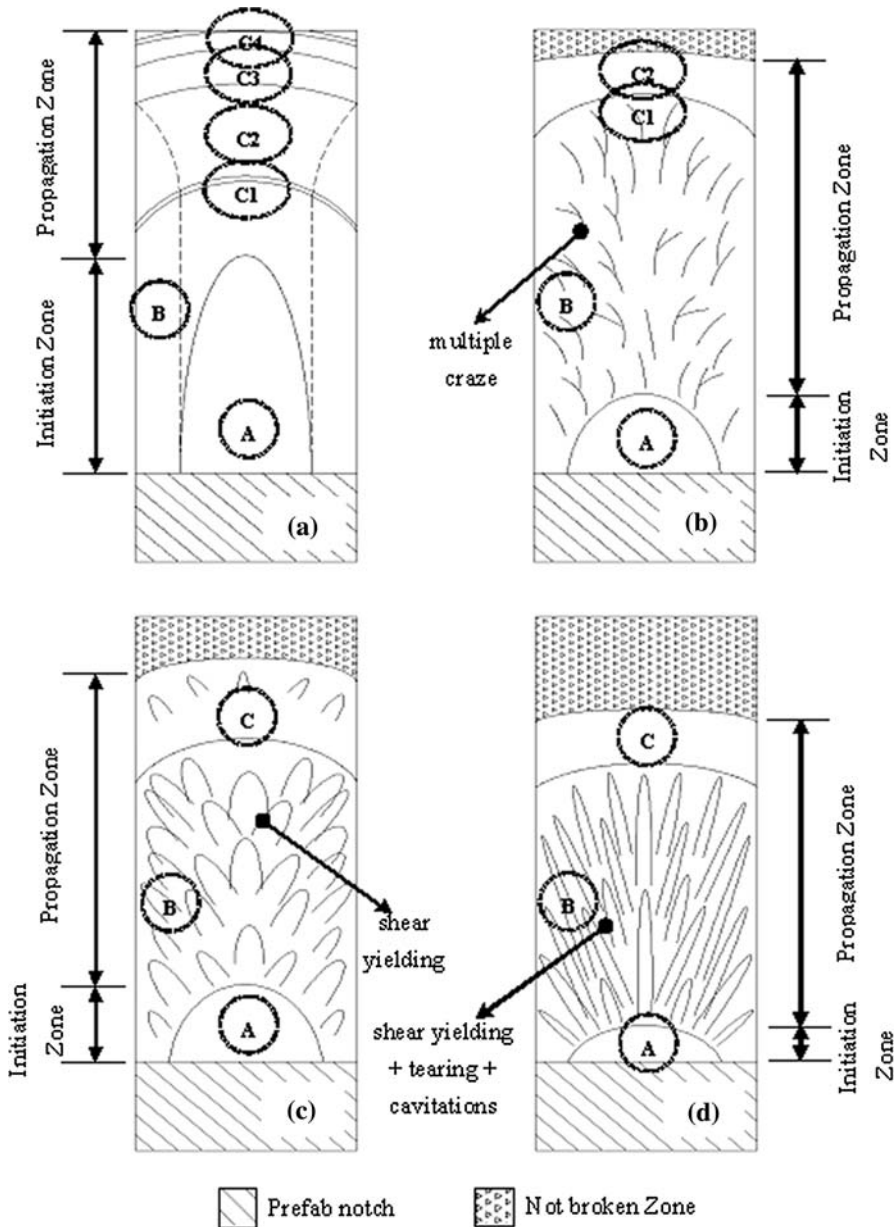 Propagation Zone
Initiation Zone
C4
C3
C2
C1
B
A
(a)
C2
C1
B
multiple
craze
A
(b)
Propagation Zone
Initiation
Zone
Propagation Zone
Initiation
Zone
C
B
A
shear
yielding
(c)
C
B
A
shear yielding
+ tearing +
cavitations
(d)
Propagation Zone
Initiation
Zone
Prefab notch
Not broken Zone